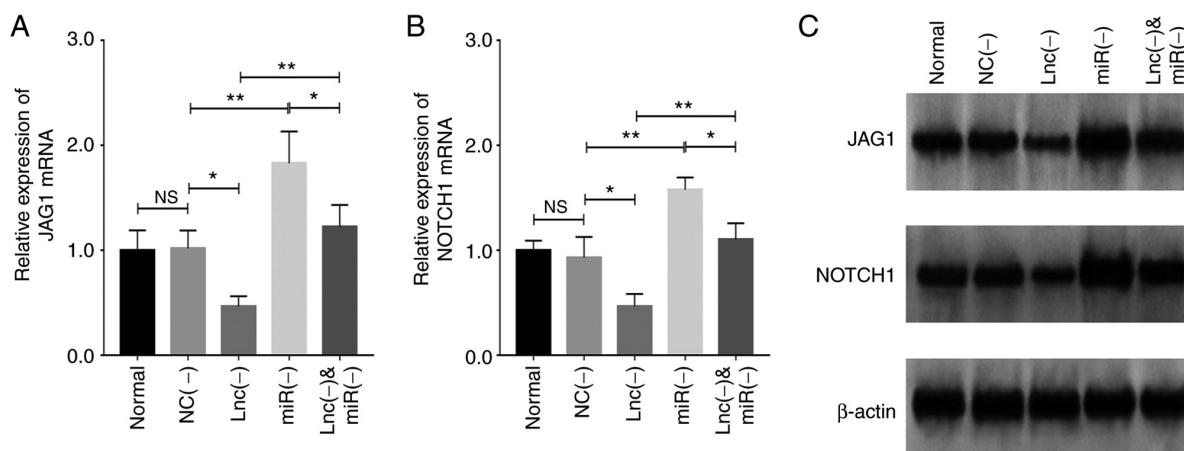 A
Relative expression of
JAG1 mRNA
3.0
2.0
1.0
0.0
NS
*
**
*
**
Normal
NC(−)
Lnc(−)
miR(−)
Lnc(−)&
miR(−)
B
Relative expression of
NOTCH1 mRNA
3.0
2.0
1.0
0.0
NS
*
**
*
**
Normal
NC(−)
Lnc(−)
miR(−)
Lnc(−)&
miR(−)
C
Normal
NC(−)
Lnc(−)
miR(−)
Lnc(−)&
miR(−)
JAG1
NOTCH1
β-actin